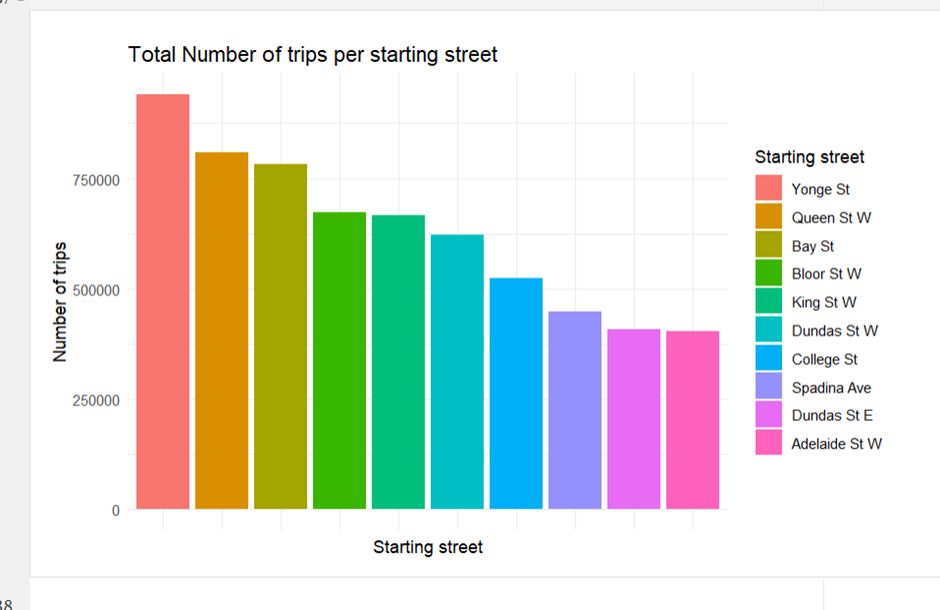 Total Number of trips per starting street
Number of trips
750000
500000
250000
0
Starting street
Starting street
Yonge St
Queen St W
Bay St
Bloor St W
King St W
Dundas St W
College St
Spadina Ave
Dundas St E
Adelaide St W